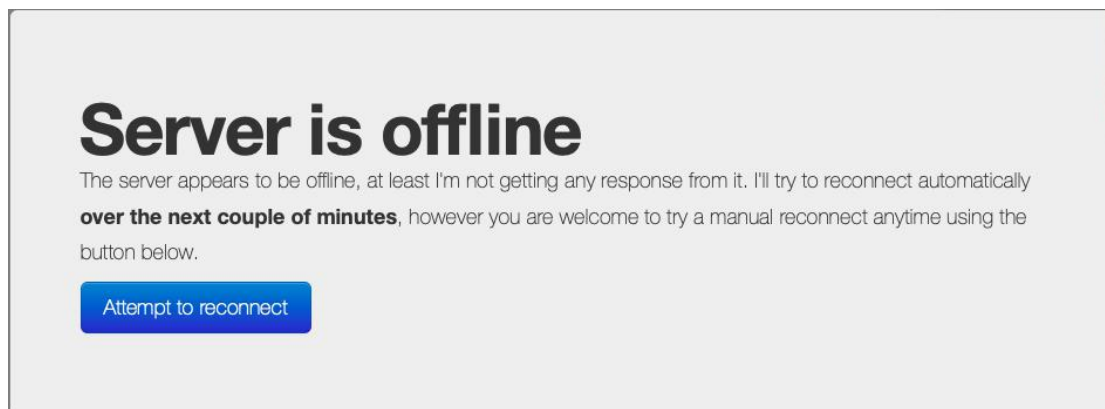 Server is offline
The server appears to be offline, at least I'm not getting any response from it. I'll try to reconnect automatically
over the next couple of minutes, however you are welcome to try a manual reconnect anytime using the
button below.
Attempt to reconnect